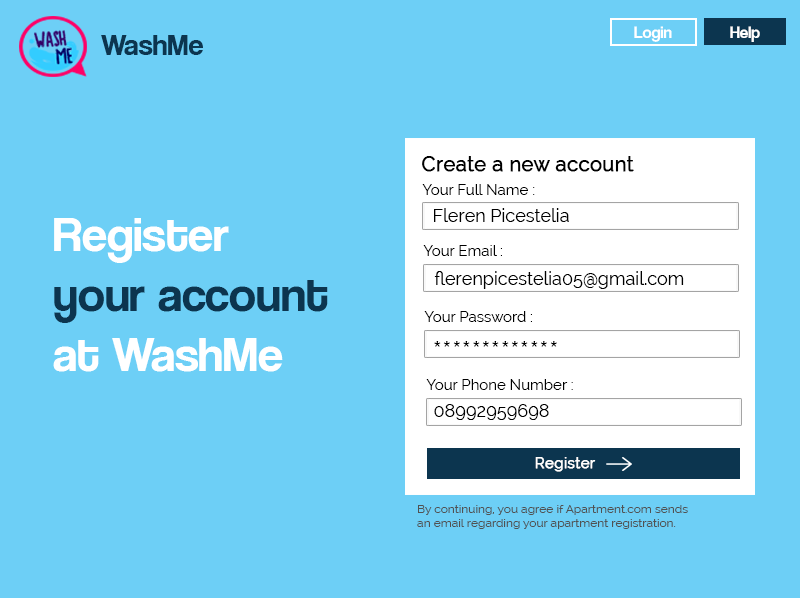 WASH
ME
WashMe
Login
Help
Register
your account
at WashMe
Create a new account
Your Full Name :
Fleren Picestelia
Your Email :
flerenpicestelia05@gmail.com
Your Password :
*************
Your Phone Number :
08992959698
Register →
By continuing, you agree if Apartment.com sends
an email regarding your apartment registration.